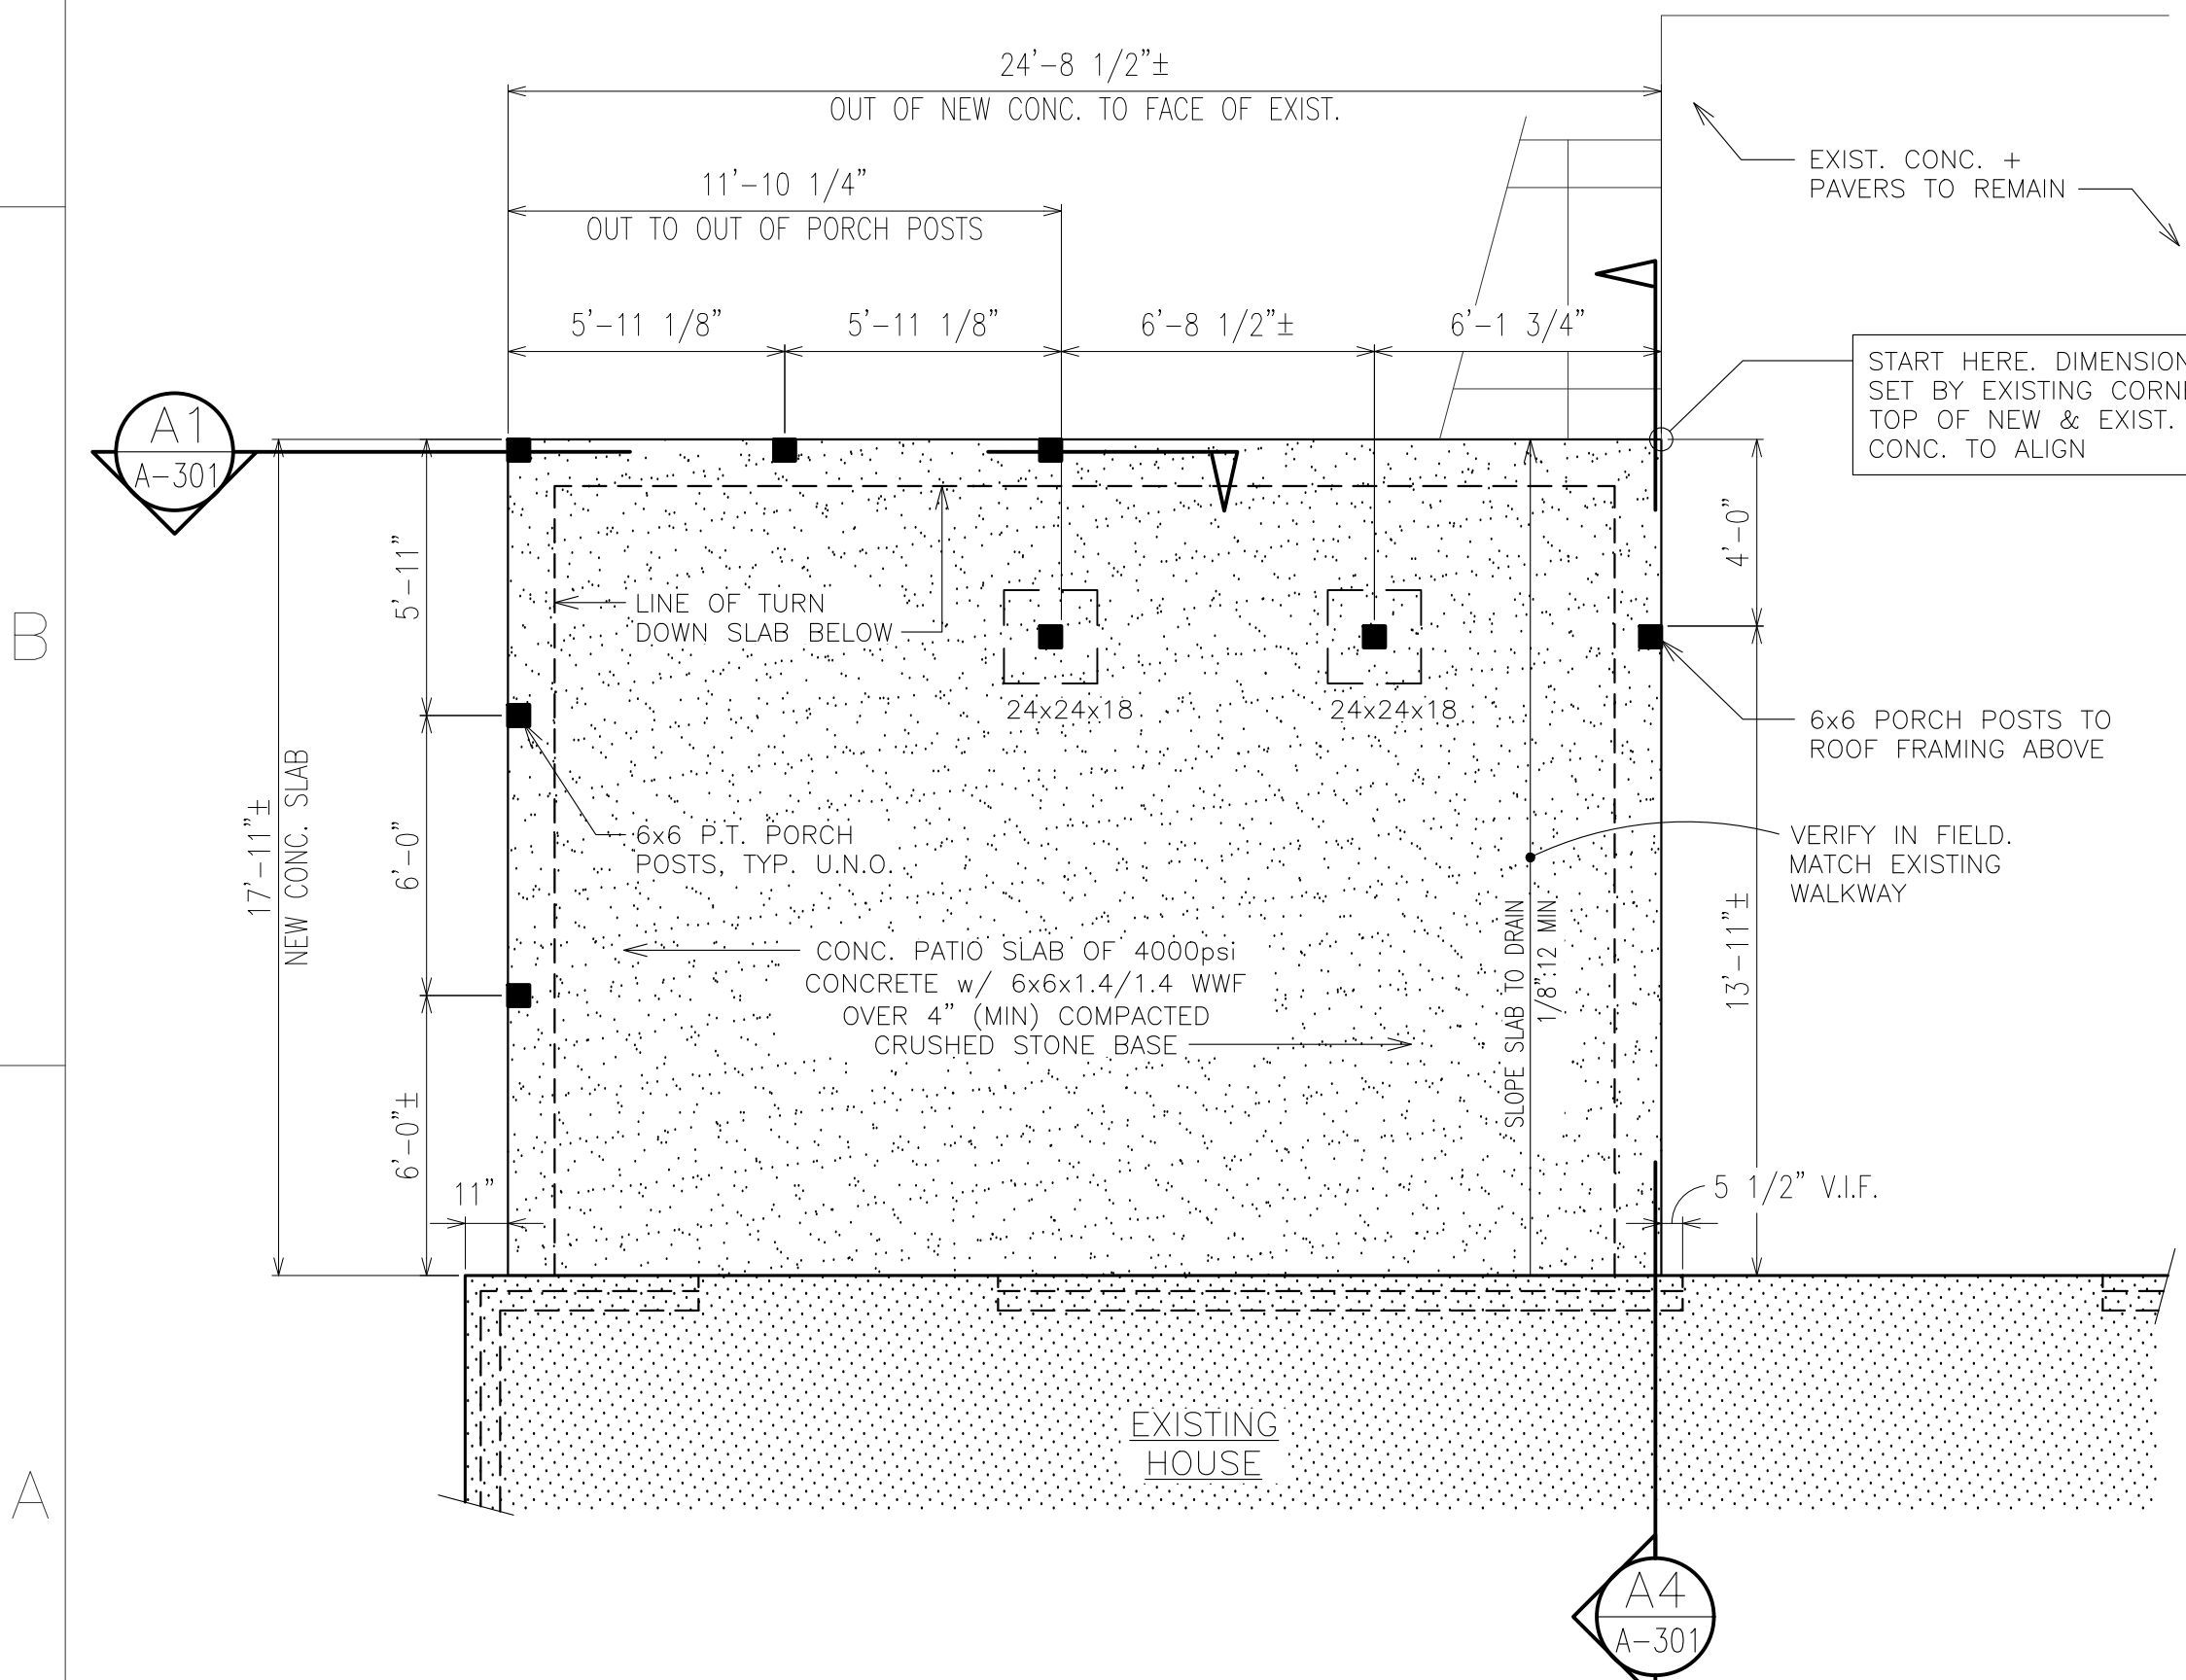 24'-8 1/2"±
OUT OF NEW CONC. TO FACE OF EXIST.
11'-10 1/4"
OUT TO OUT OF PORCH POSTS
EXIST. CONC. +
PAVERS TO REMAIN
5'-11 1/8"
5'-11 1/8"
6'-8 1/2"±
6'-1 3/4"
START HERE. DIMENSION
SET BY EXISTING CORNE
TOP OF NEW & EXIST.
CONC. TO ALIGN
A1
A-301
B
5'-11"
4'-0"
LINE OF TURN
DOWN SLAB BELOW
24x24x18
24x24x18
6x6 PORCH POSTS TO
ROOF FRAMING ABOVE
17'-11"±
NEW CONC. SLAB
6'-0"
6x6 P.T. PORCH
POSTS, TYP. U.N.O.
VERIFY IN FIELD.
MATCH EXISTING
WALKWAY
CONC. PATIO SLAB OF 4000psi
CONCRETE w/ 6x6x1.4/1.4 WWF
OVER 4" (MIN) COMPACTED
CRUSHED STONE BASE
SLOPE SLAB TO DRAIN
1/8":12 MIN.
13'-11"±
6'-0"±
11"
5 1/2" V.I.F.
EXISTING
HOUSE
A
A4
A-301